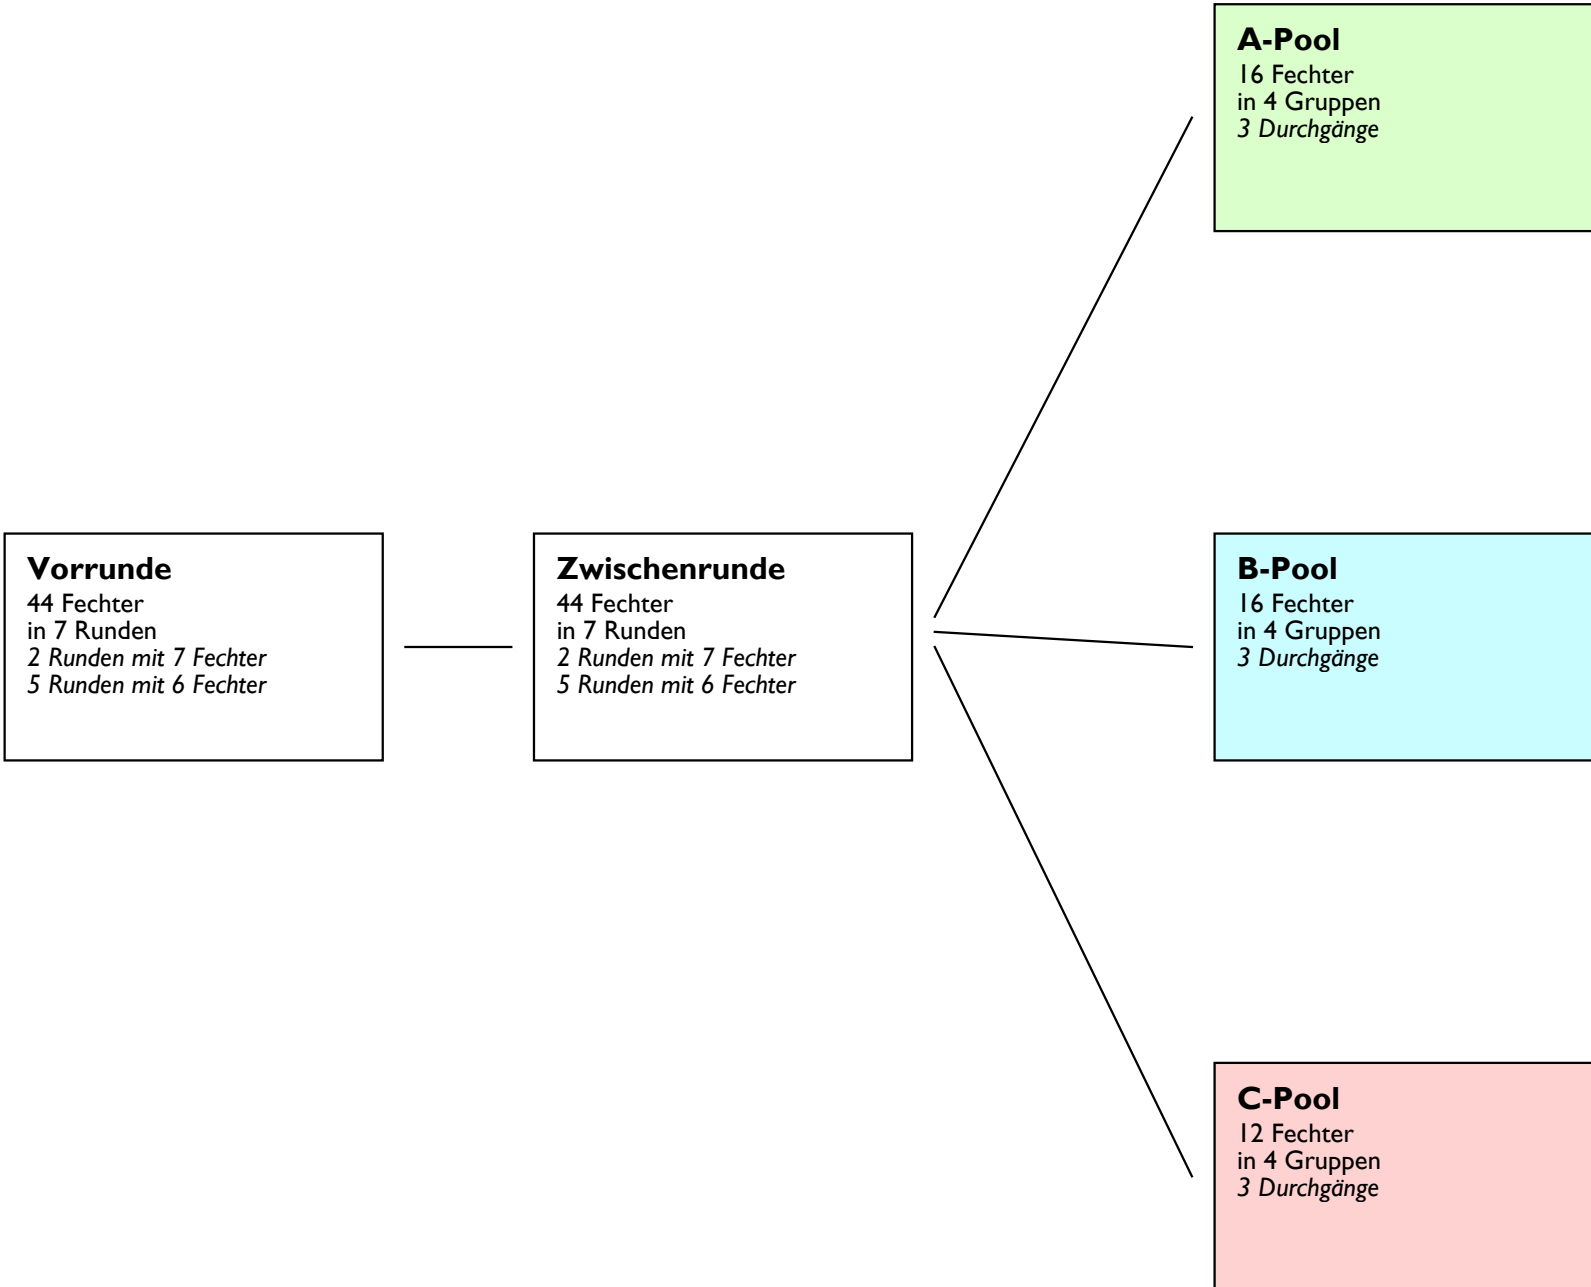 A-Pool
16 Fechter
in 4 Gruppen
3 Durchgänge
Vorrunde
44 Fechter
in 7 Runden
2 Runden mit 7 Fechter
5 Runden mit 6 Fechter
Zwischenrunde
44 Fechter
in 7 Runden
2 Runden mit 7 Fechter
5 Runden mit 6 Fechter
B-Pool
16 Fechter
in 4 Gruppen
3 Durchgänge
C-Pool
12 Fechter
in 4 Gruppen
3 Durchgänge